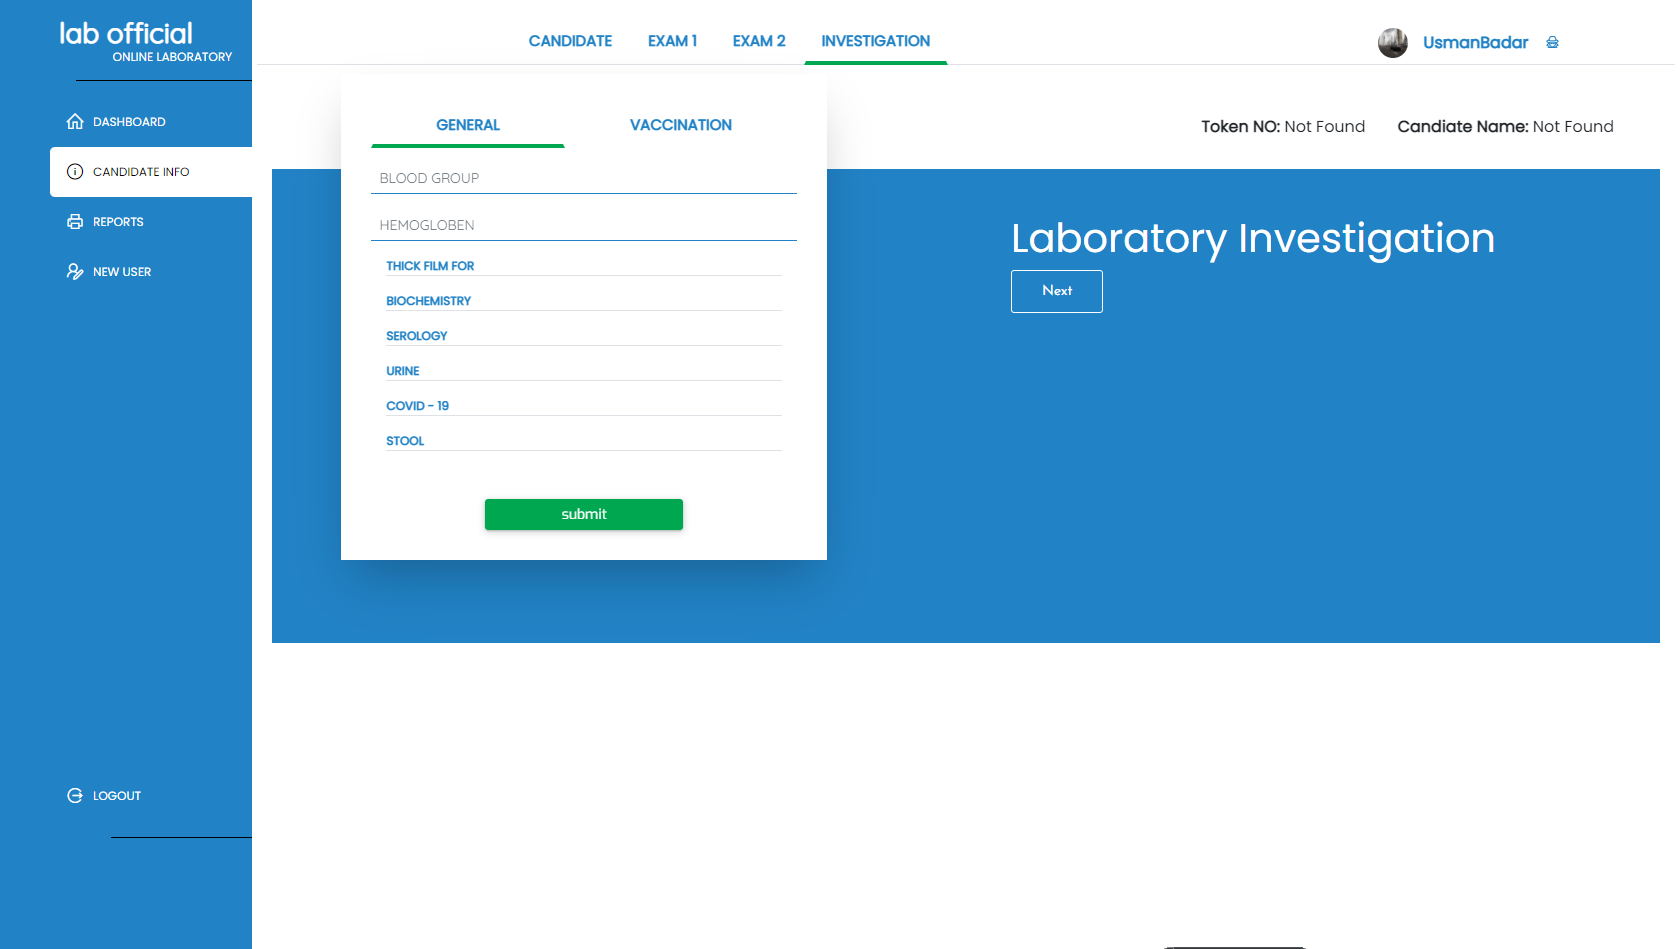 lab official
ONLINE LABORATORY
DASHBOARD
CANDIDATE INFO
REPORTS
NEW USER
LOGOUT
CANDIDATE EXAM 1 EXAM 2 INVESTIGATION
UsmanBadar
Token NO: Not Found Candiate Name: Not Found
GENERAL VACCINATION
BLOOD GROUP
HEMOGLOBEN
THICK FILM FOR
BIOCHEMISTRY
SEROLOGY
URINE
COVID - 19
STOOL
submit
Laboratory Investigation
Next